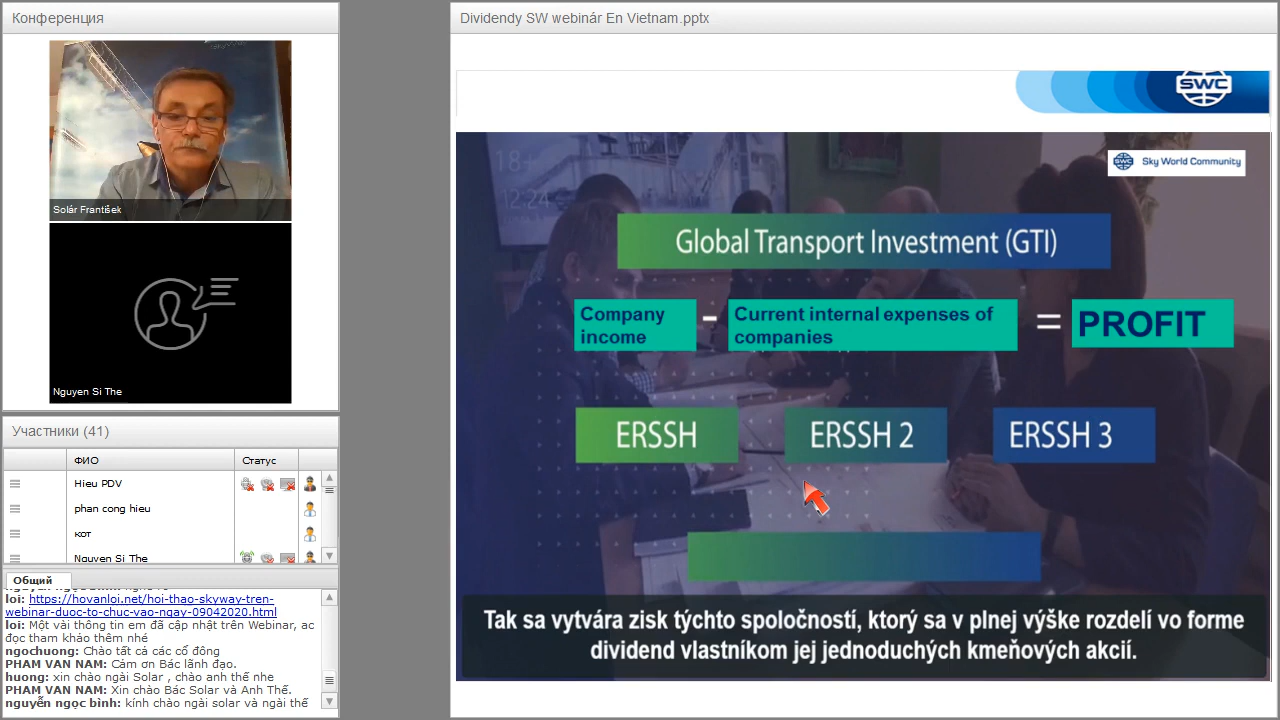 Конференция
Solár František
Nguyen Si The
Участники (41)
ФИО
Статус
Hieu PDV
phan cong hieu
кот
Nguyen Si The
Общий
loi: https://hovanloi.net/hoi-thao-skyway-tren-
webinar-duoc-to-chuc-vao-ngay-09042020.html
loi: Một vài thông tin em đã cập nhật trên Webinar, ac
đọc tham khảo thêm nhé
ngochuong: Chào tất cả các cổ đông
PHAM VAN NAM: Cảm ơn Bác lãnh đạo.
huong: xin chào ngài Solar , chào anh thế nhe
PHAM VAN NAM: Xin chào Bác Solar và Anh Thế.
nguyễn ngọc bình: kính chào ngài solar và ngài thế
Dividendy SW webinár En Vietnam.pptx
SWC
SWC Sky World Community
18+
12:24
Global Transport Investment (GTI)
Company
income
-
Current internal expenses of
companies
=
PROFIT
ERSSH
ERSSH 2
ERSSH 3
Tak sa vytvára zisk týchto spoločností, ktorý sa v plnej výške rozdelí vo forme
dividend vlastníkom jej jednoduchých kmeňových akcií.